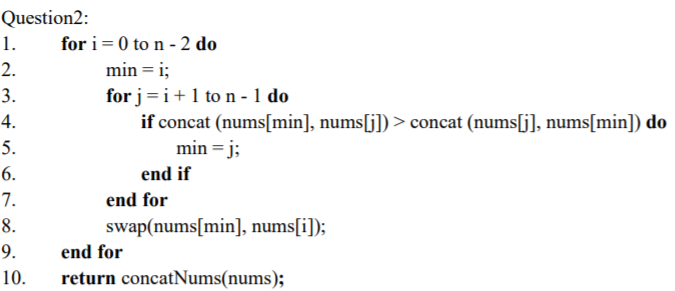 Question2:
1. for i = 0 to n - 2 do
2. min = i;
3. for j = i + 1 to n - 1 do
4. if concat (nums[min], nums[j]) > concat (nums[j], nums[min]) do
5. min = j;
6. end if
7. end for
8. swap(nums[min], nums[i]);
9. end for
10. return concatNums(nums);